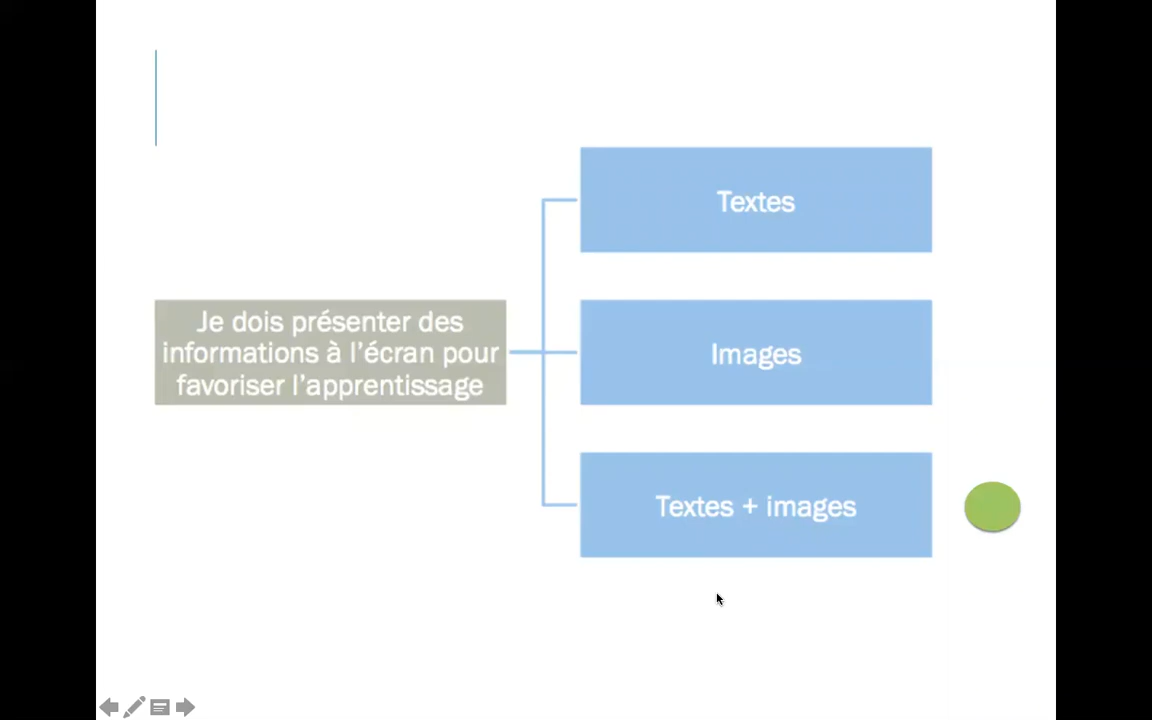 Textes
Je dois présenter des
informations à l'écran pour
favoriser l'apprentissage
Images
Textes + images